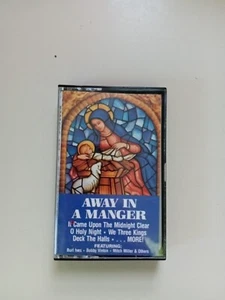 AWAY IN
A MANGER
It Came Upon The Midnight Clear
O Holy Night • We Three Kings
Deck The Halls • . . . MORE!
FEATURING:
Burl Ives • Bobby Vinton • Mitch Miller & Others